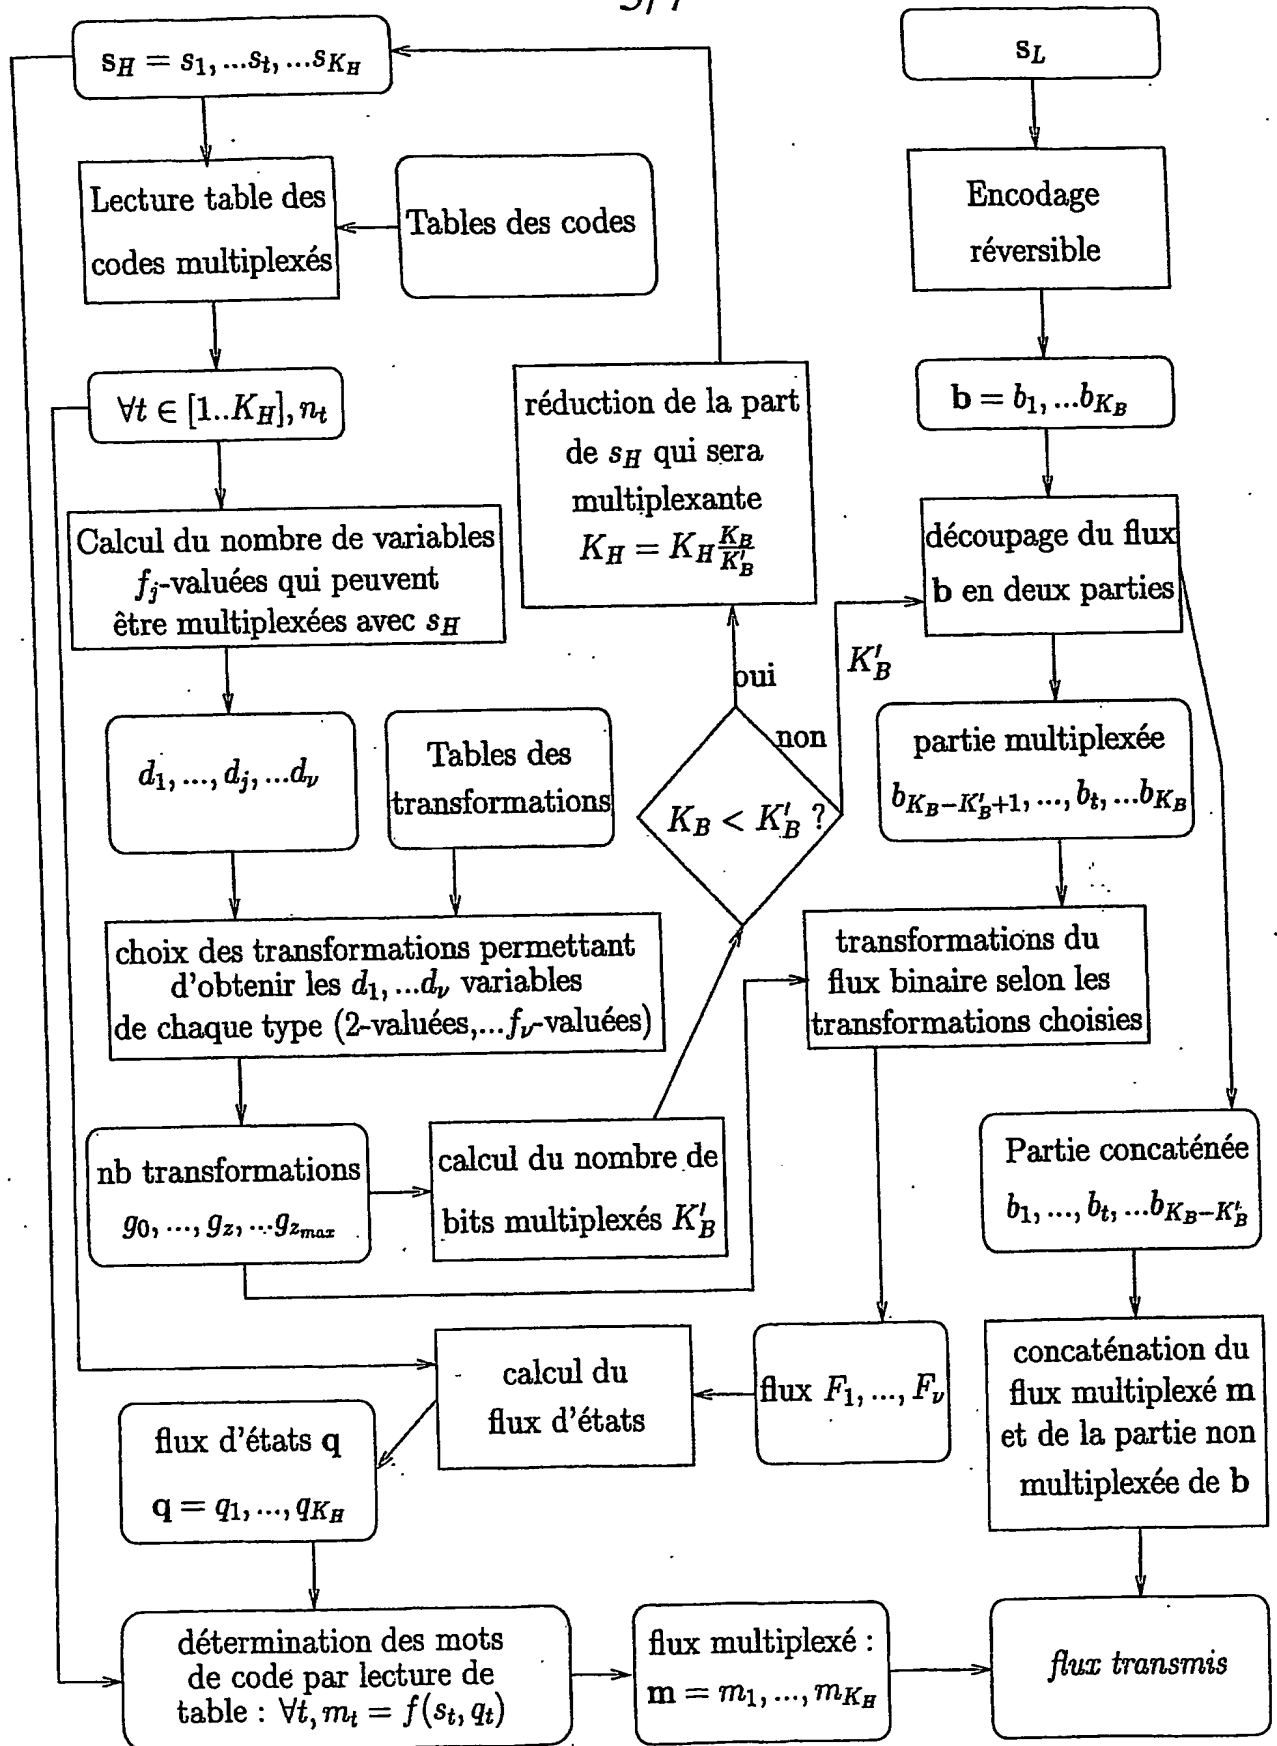 s_H = s_1, ...s_t, ...s_{K_H}
Lecture table des
codes multiplexés
Tables des codes
∀t ∈ [1..K_H], n_t
Calcul du nombre de variables
f_j-valuées qui peuvent
être multiplexées avec s_H
d_1, ..., d_j, ...d_ν
Tables des
transformations
choix des transformations permettant
d'obtenir les d_1, ...d_ν variables
de chaque type (2-valuées,...f_ν-valuées)
nb transformations
g_0, ..., g_z, ...g_{z_{max}}
calcul du nombre de
bits multiplexés K'_B
réduction de la part
de s_H qui sera
multiplexante
K_H = K_H \frac{K_B}{K'_B}
oui
non
K_B < K'_B ?
K'_B
s_L
Encodage
réversible
b = b_1, ...b_{K_B}
découpage du flux
b en deux parties
partie multiplexée
b_{K_B-K'_B+1}, ..., b_t, ...b_{K_B}
transformations du
flux binaire selon les
transformations choisies
Partie concaténée
b_1, ..., b_t, ...b_{K_B-K'_B}
flux F_1, ..., F_ν
calcul du
flux d'états
flux d'états q
q = q_1, ..., q_{K_H}
concaténation du
flux multiplexé m
et de la partie non
multiplexée de b
détermination des mots
de code par lecture de
table : ∀t, m_t = f(s_t, q_t)
flux multiplexé :
m = m_1, ..., m_{K_H}
flux transmis